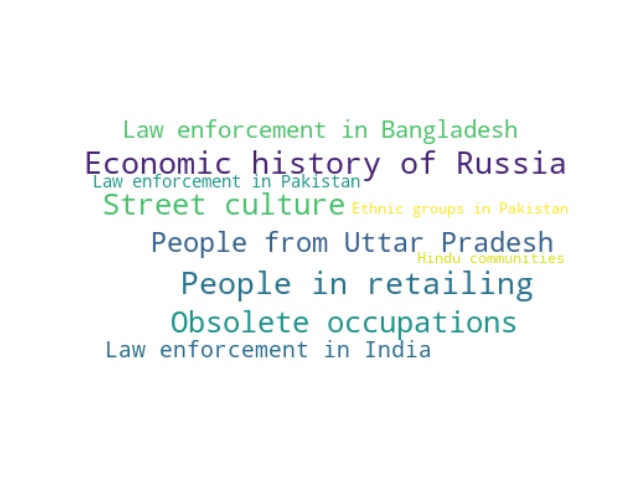 Law enforcement in Bangladesh
Economic history of Russia
Law enforcement in Pakistan
Street culture
Ethnic groups in Pakistan
People from Uttar Pradesh
Hindu communities
People in retailing
Obsolete occupations
Law enforcement in India